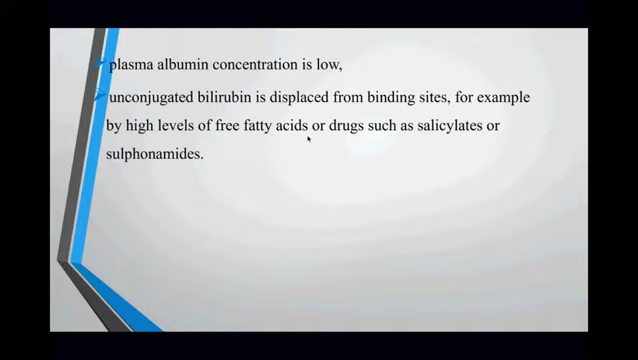 plasma albumin concentration is low,
unconjugated bilirubin is displaced from binding sites, for example
by high levels of free fatty acids or drugs such as salicylates or
sulphonamides.